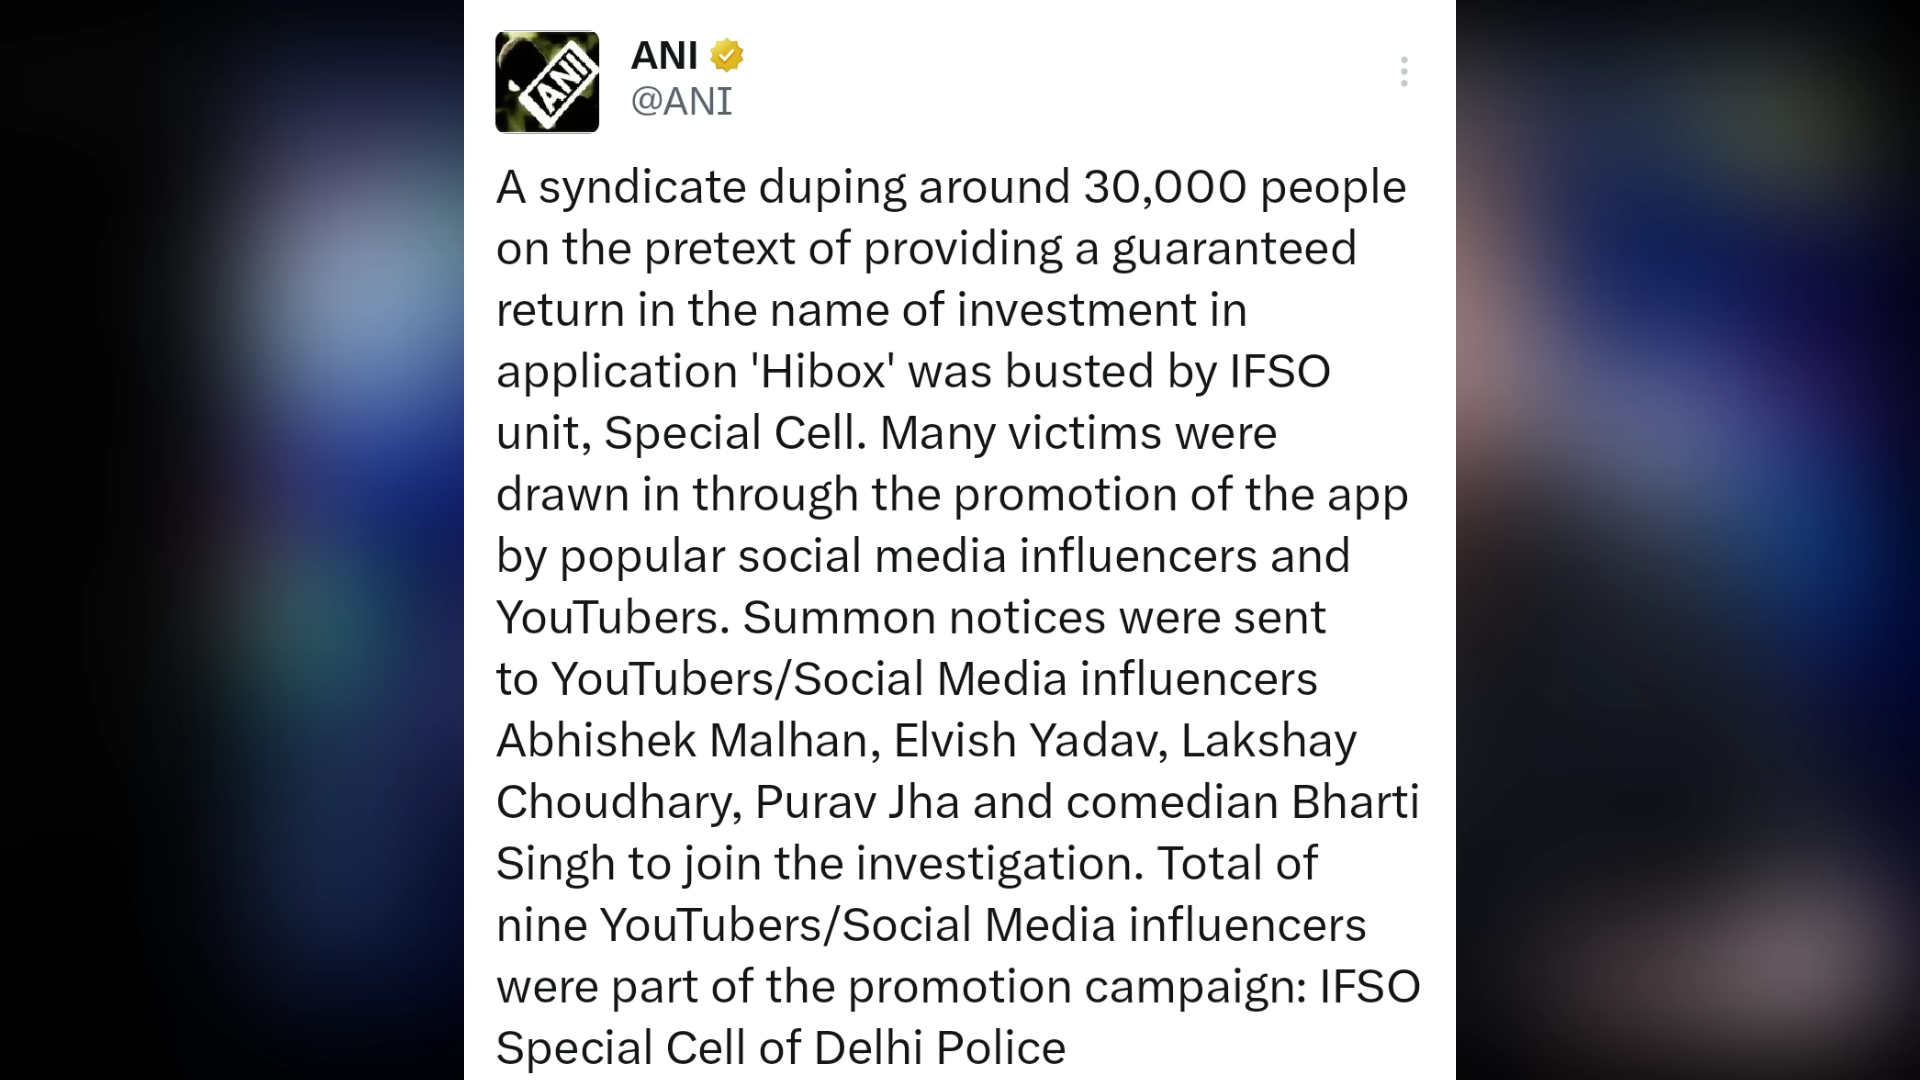 ANI
@ANI
ANI
A syndicate duping around 30,000 people
on the pretext of providing a guaranteed
return in the name of investment in
application 'Hibox' was busted by IFSO
unit, Special Cell. Many victims were
drawn in through the promotion of the app
by popular social media influencers and
YouTubers. Summon notices were sent
to YouTubers/Social Media influencers
Abhishek Malhan, Elvish Yadav, Lakshay
Choudhary, Purav Jha and comedian Bharti
Singh to join the investigation. Total of
nine YouTubers/Social Media influencers
were part of the promotion campaign: IFSO
Special Cell of Delhi Police